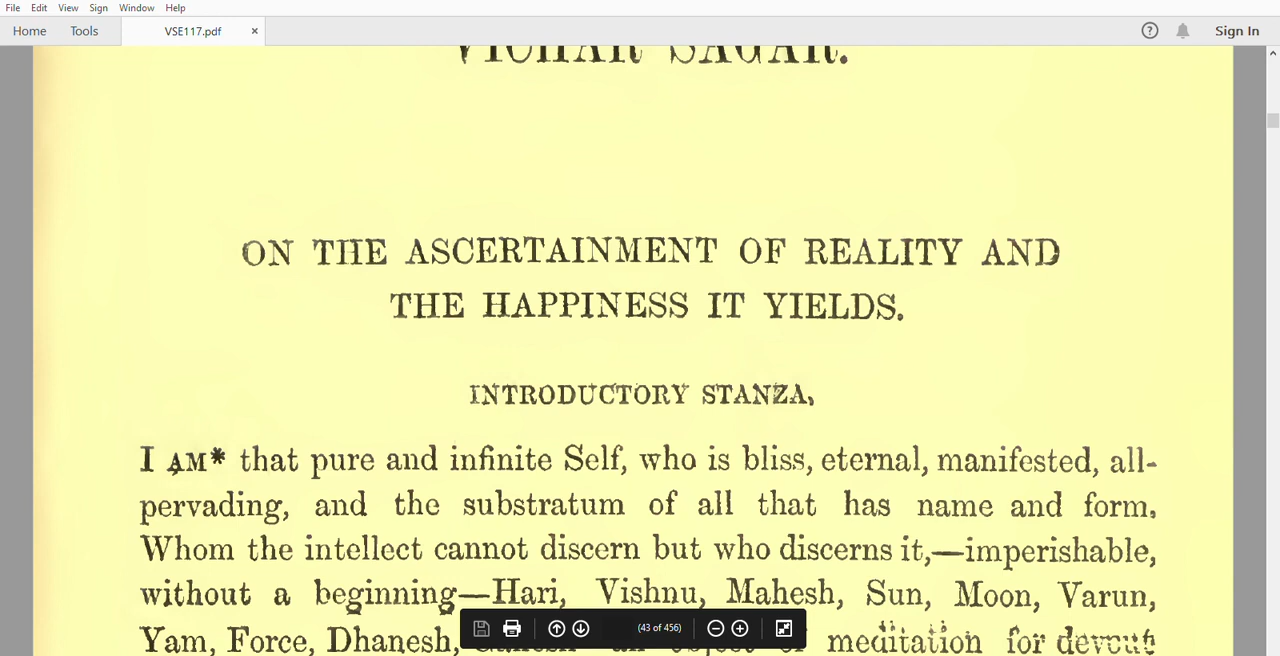 File Edit View Sign Window Help
Home Tools VSE117.pdf × Sign In
VICHAR SAGAR.
ON THE ASCERTAINMENT OF REALITY AND
THE HAPPINESS IT YIELDS.
INTRODUCTORY STANZA,
I AM* that pure and infinite Self, who is bliss, eternal, manifested, all-
pervading, and the substratum of all that has name and form,
Whom the intellect cannot discern but who discerns it,—imperishable,
without a beginning—Hari, Vishnu, Mahesh, Sun, Moon, Varun,
Yam, Force, Dhanesh, meditation for devout
(43 of 456)